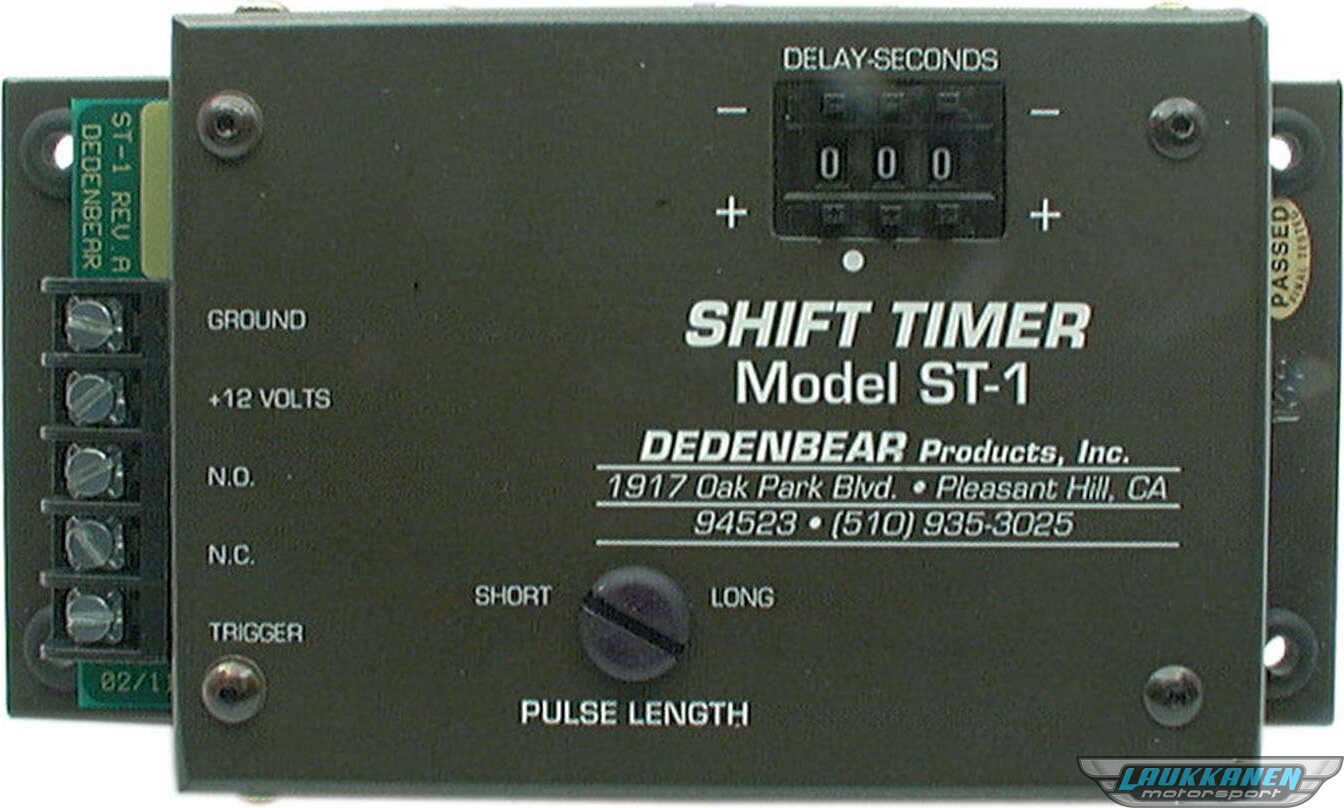 DELAY-SECONDS
− −
0 0 0
+ +
ST-1 REV. A
DEDENBEAR
PASSED
FINAL TESTED
GROUND
+12 VOLTS
N.O.
N.C.
TRIGGER
SHIFT TIMER
Model ST-1
DEDENBEAR Products, Inc.
1917 Oak Park Blvd. • Pleasant Hill, CA
94523 • (510) 935-3025
SHORT LONG
PULSE LENGTH
LAUKKANEN
motorsport